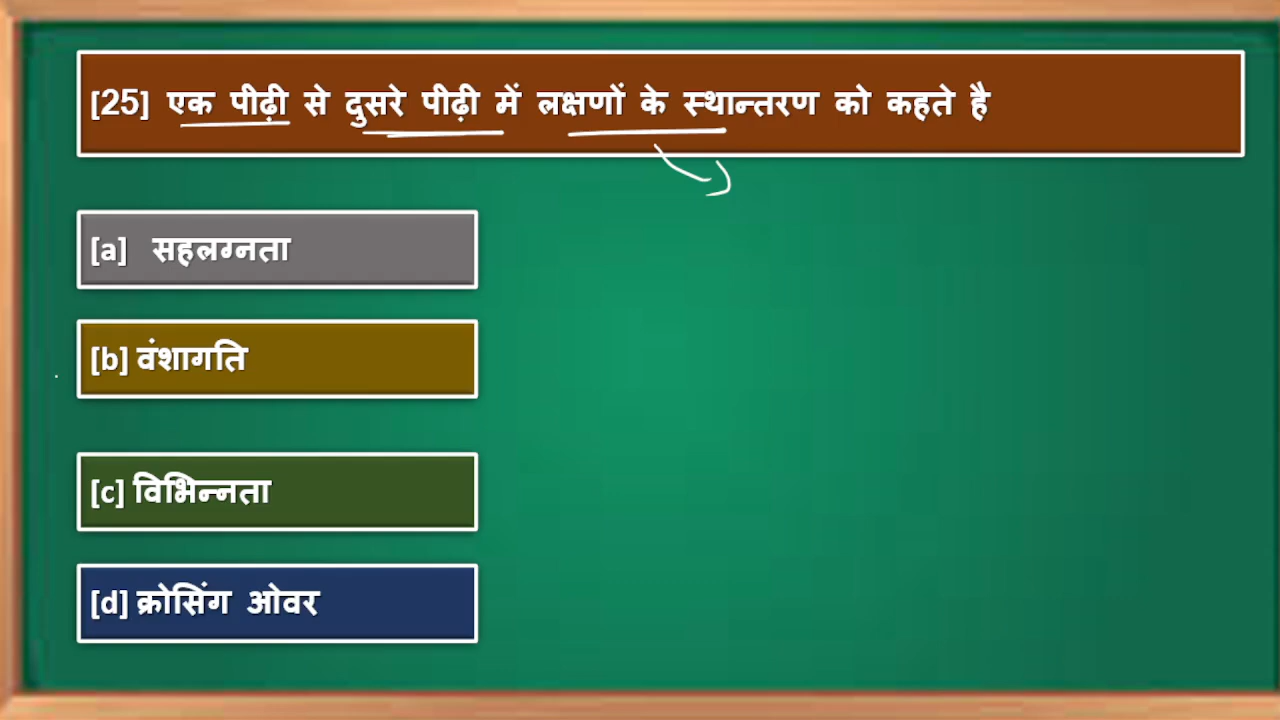 [25] एक पीढ़ी से दुसरे पीढ़ी में लक्षणों के स्थान्तरण को कहते है
[a] सहलग्नता
[b] वंशागति
[c] विभिन्नता
[d] क्रोसिंग ओवर